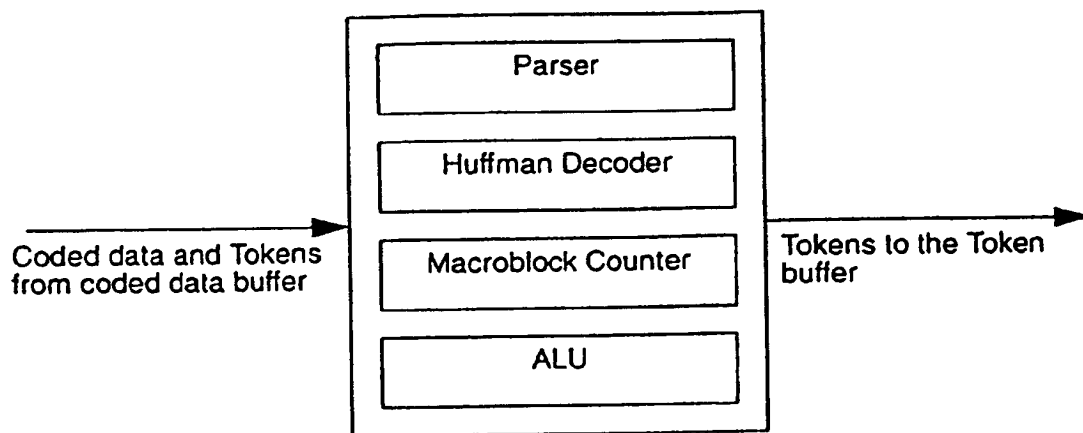 Parser
Huffman Decoder
Macroblock Counter
ALU
Coded data and Tokens
from coded data buffer
Tokens to the Token
buffer